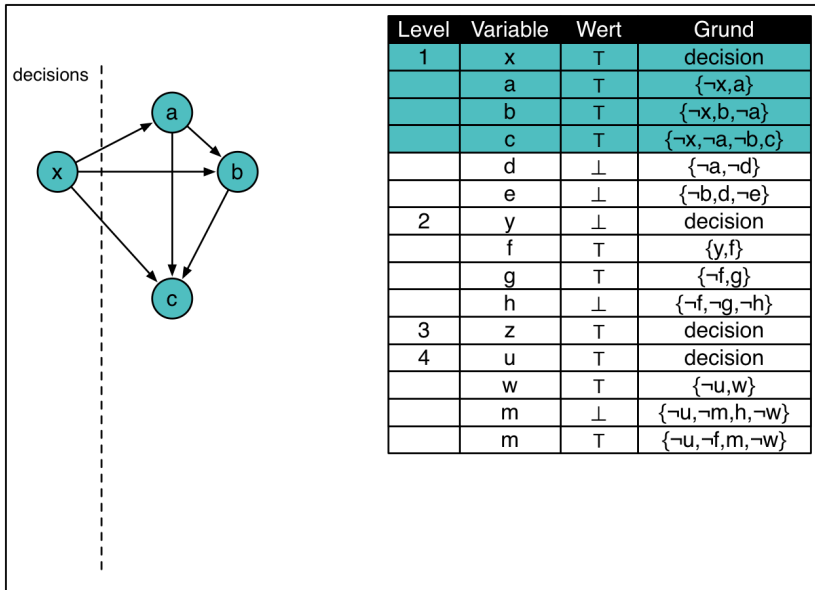 decisions
a
x
b
c
Level Variable Wert Grund
1 x ⊤ decision
a ⊤ {¬x,a}
b ⊤ {¬x,b,¬a}
c ⊤ {¬x,¬a,¬b,c}
d ⊥ {¬a,¬d}
e ⊥ {¬b,d,¬e}
2 y ⊥ decision
f ⊤ {y,f}
g ⊤ {¬f,g}
h ⊥ {¬f,¬g,¬h}
3 z ⊤ decision
4 u ⊤ decision
w ⊤ {¬u,w}
m ⊥ {¬u,¬m,h,¬w}
m ⊤ {¬u,¬f,m,¬w}